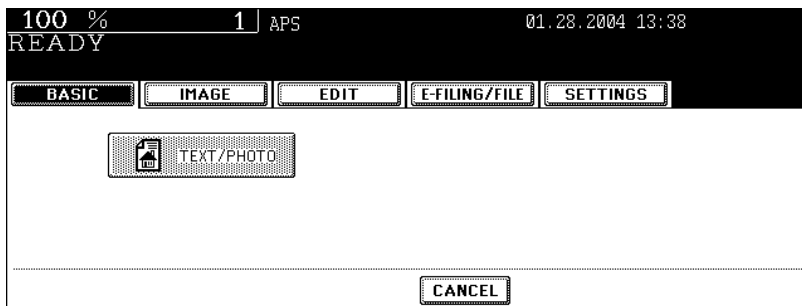 100 % 1 APS 01.28.2004 13:38
READY
BASIC IMAGE EDIT E-FILING/FILE SETTINGS
TEXT/PHOTO
CANCEL